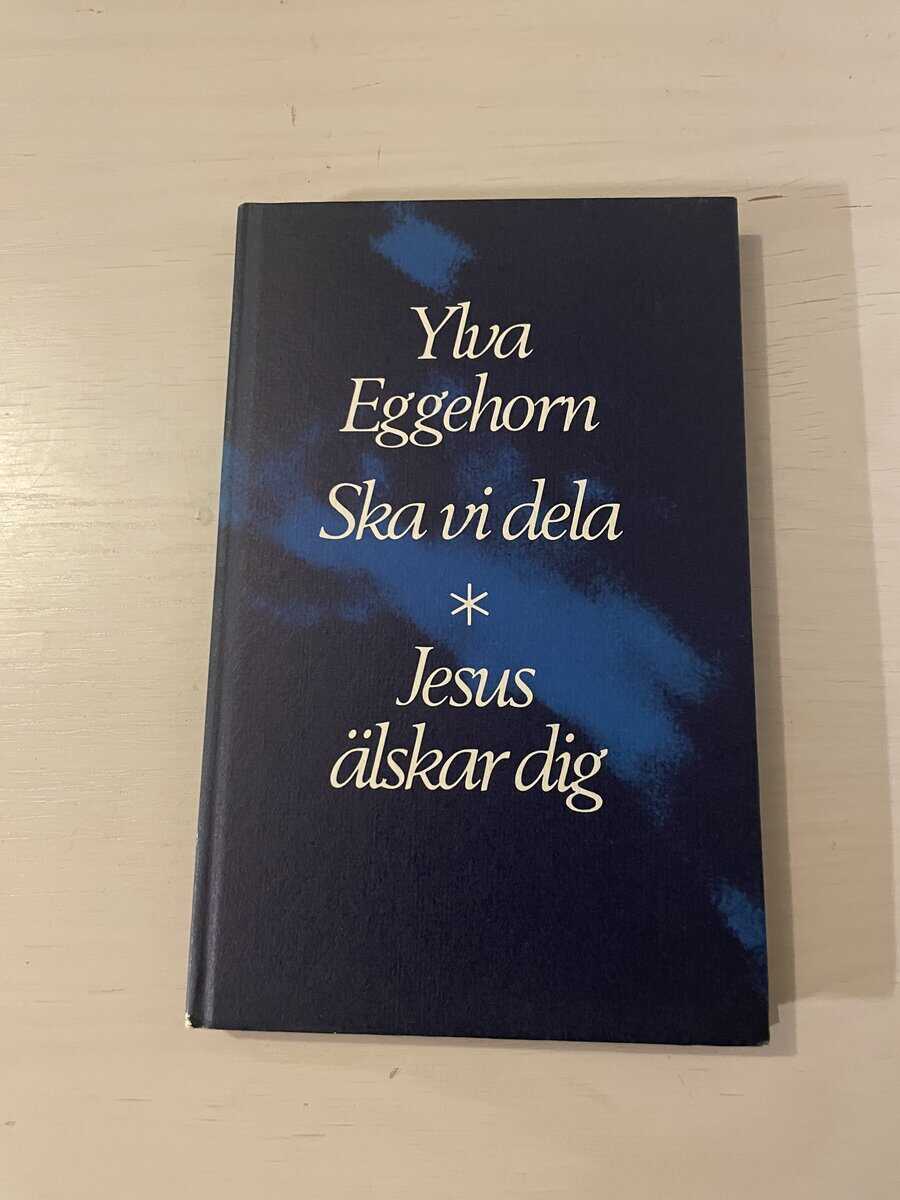 Ylva
Eggehorn
Ska vi dela
*
Jesus
älskar dig